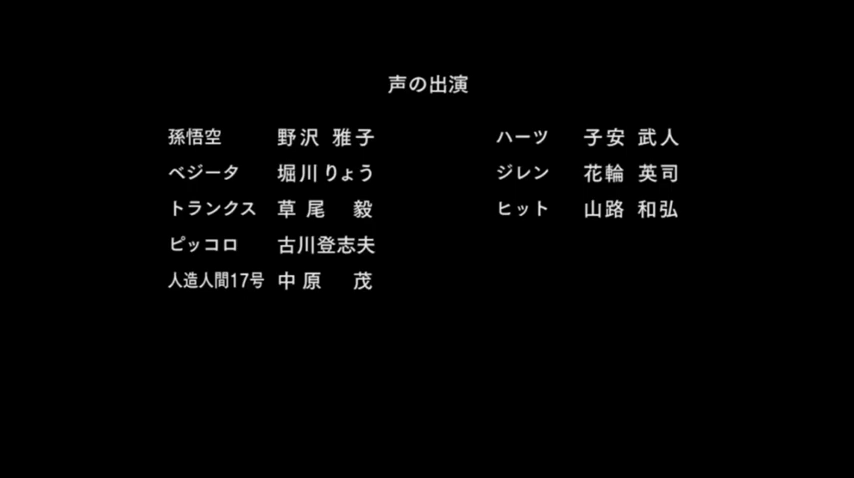 声の出演
孫悟空 野沢 雅子
ベジータ 堀川 りょう
トランクス 草尾 毅
ピッコロ 古川登志夫
人造人間17号 中原 茂
ハーツ 子安 武人
ジレン 花輪 英司
ヒット 山路 和弘